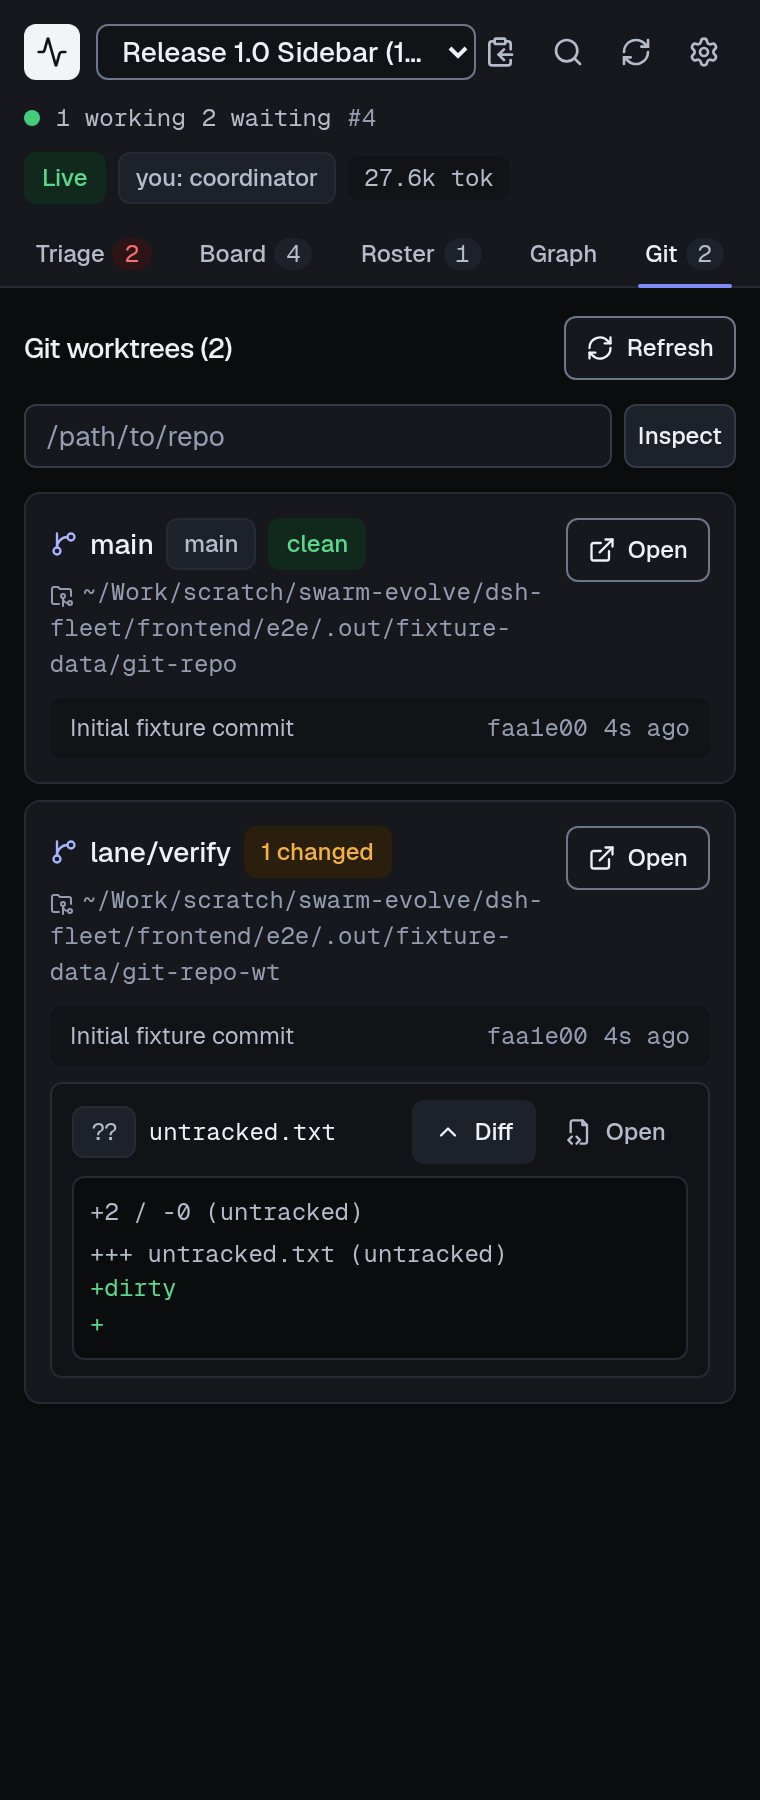 Release 1.0 Sidebar (1...
1 working 2 waiting #4
Live you: coordinator 27.6k tok
Triage 2 Board 4 Roster 1 Graph Git 2
Git worktrees (2) Refresh
/path/to/repo Inspect
main main clean Open
~/Work/scratch/swarm-evolve/dsh-
fleet/frontend/e2e/.out/fixture-
data/git-repo
Initial fixture commit faa1e00 4s ago
lane/verify 1 changed Open
~/Work/scratch/swarm-evolve/dsh-
fleet/frontend/e2e/.out/fixture-
data/git-repo-wt
Initial fixture commit faa1e00 4s ago
?? untracked.txt Diff Open
+2 / -0 (untracked)
+++ untracked.txt (untracked)
+dirty
+